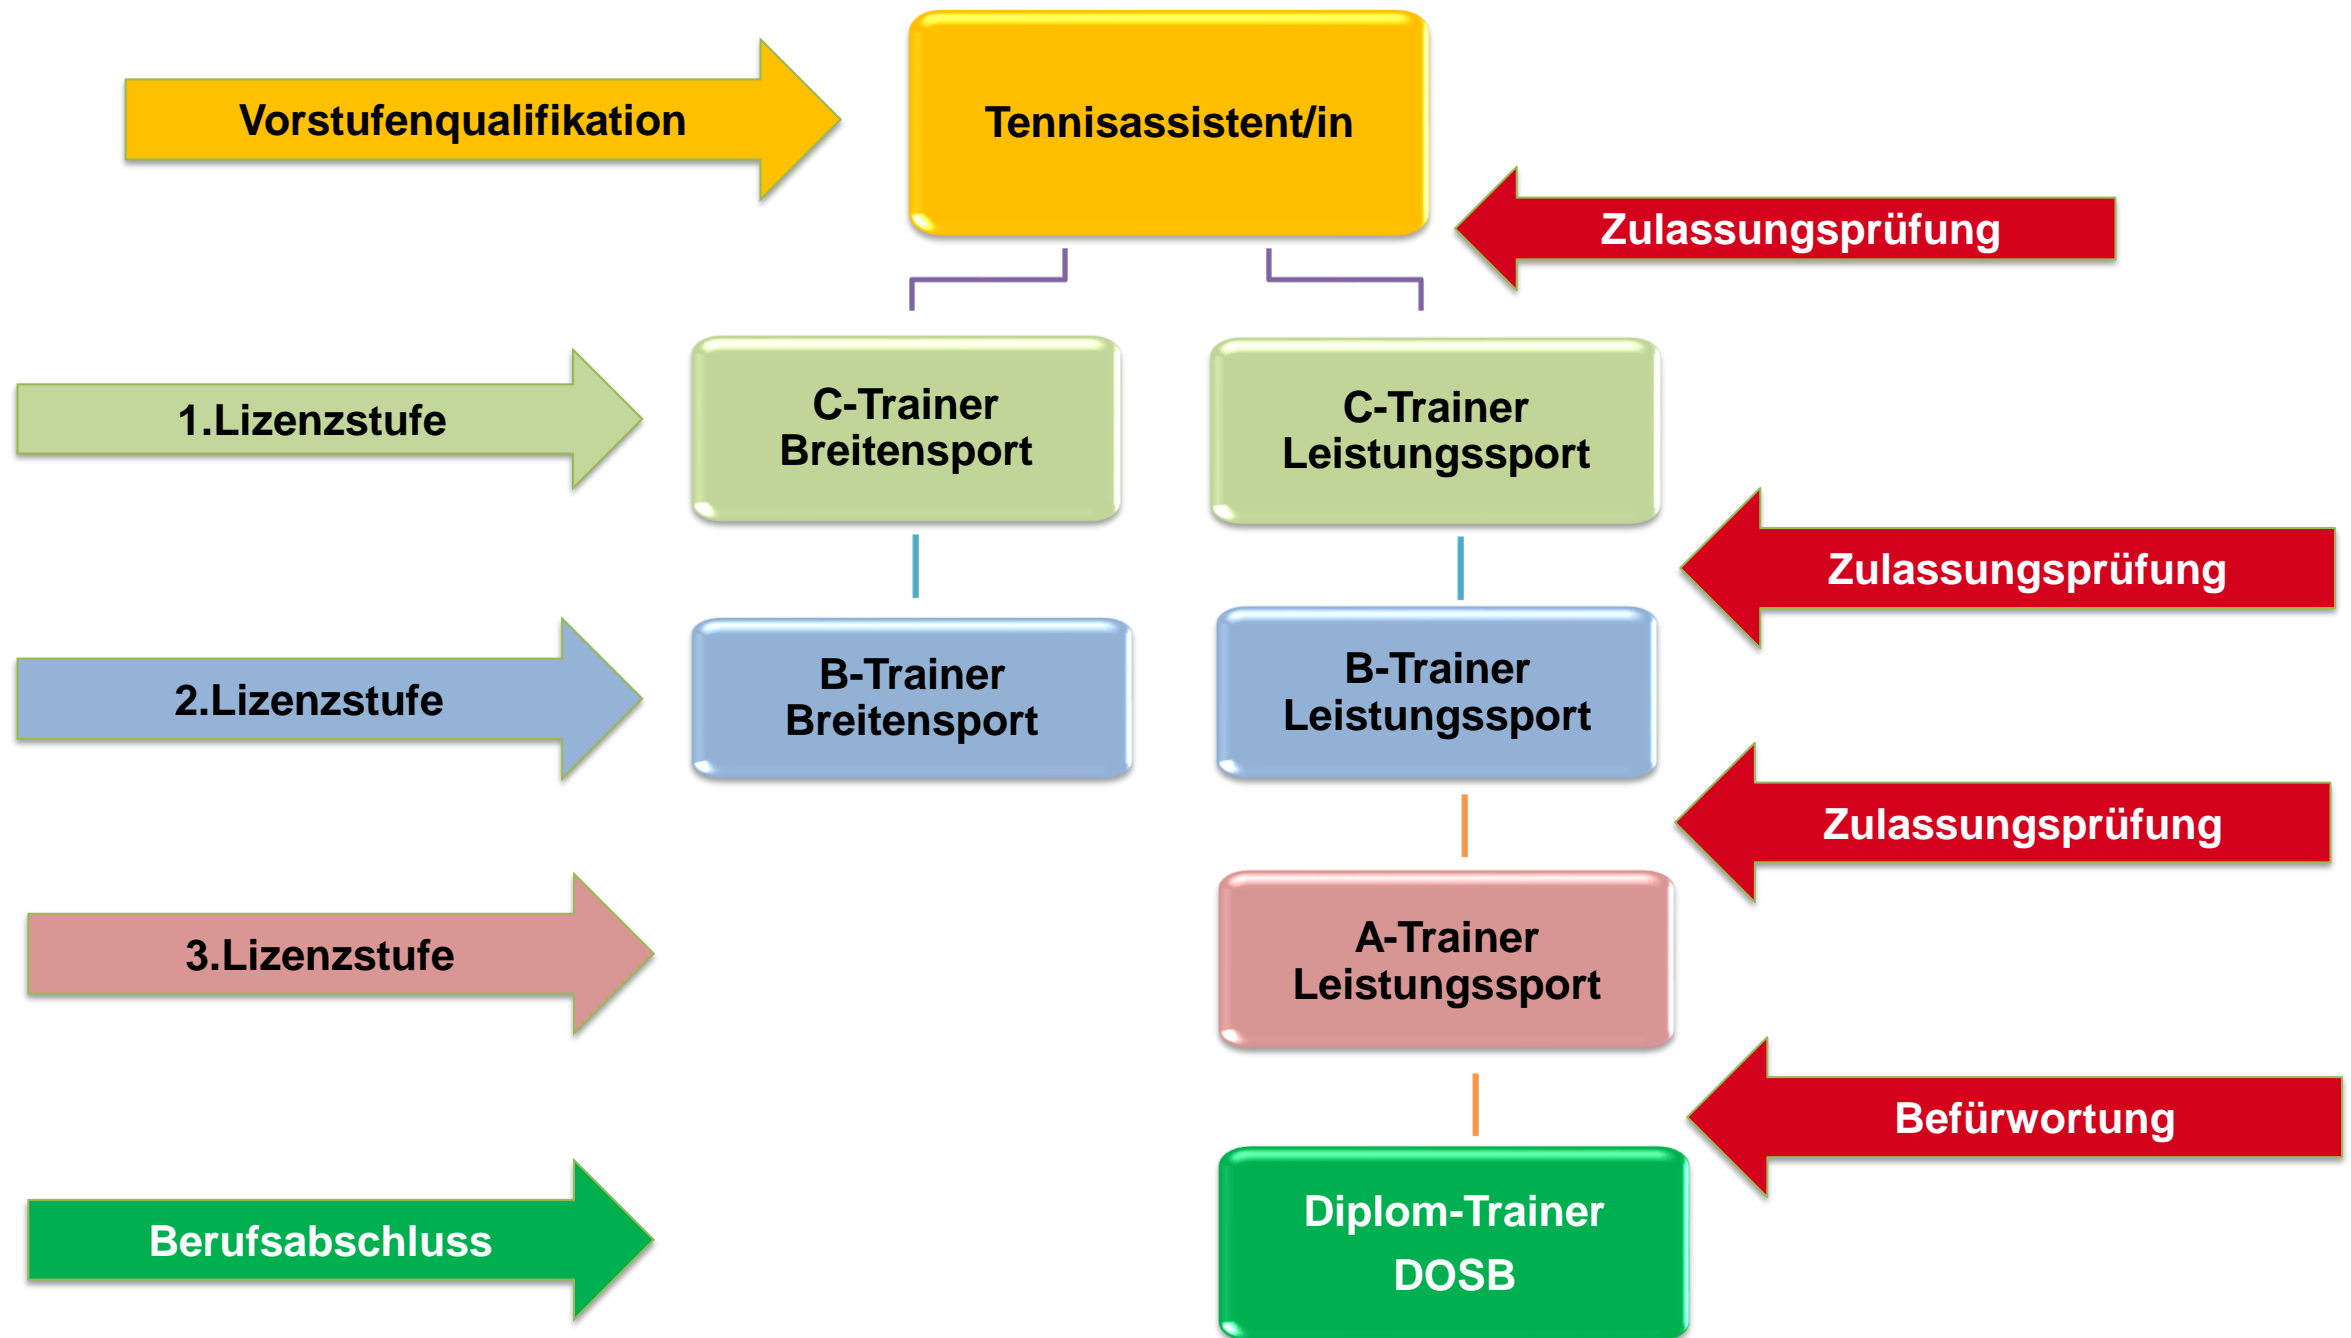 Vorstufenqualifikation
Tennisassistent/in
Zulassungsprüfung
1.Lizenzstufe
C-Trainer
Breitensport
C-Trainer
Leistungssport
Zulassungsprüfung
2.Lizenzstufe
B-Trainer
Breitensport
B-Trainer
Leistungssport
Zulassungsprüfung
3.Lizenzstufe
A-Trainer
Leistungssport
Befürwortung
Berufsabschluss
Diplom-Trainer
DOSB